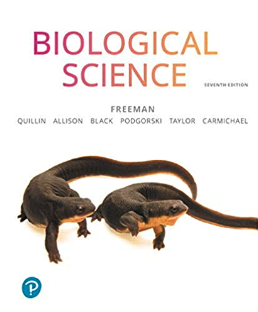 BIOLOGICAL
SCIENCE
SEVENTH EDITION
FREEMAN
QUILLIN ALLISON BLACK PODGORSKI TAYLOR CARMICHAEL
P